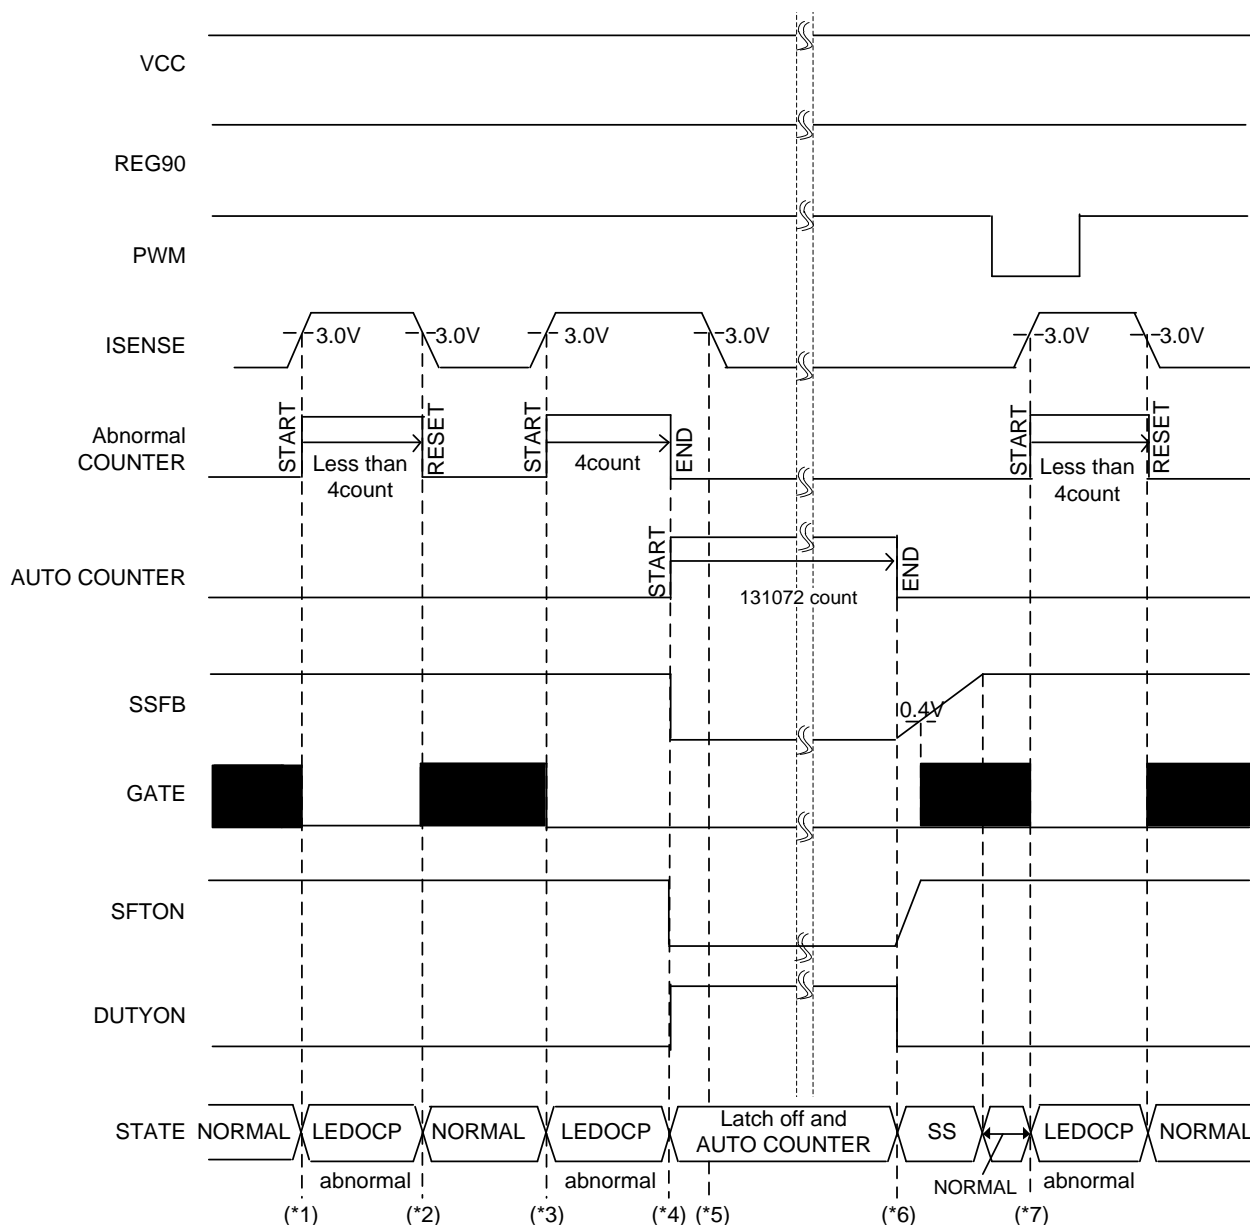 VCC
REG90
PWM
ISENSE
3.0V
3.0V
3.0V
3.0V
3.0V
3.0V
Abnormal
COUNTER
START
Less than
4count
RESET
START
4count
END
START
Less than
4count
RESET
AUTO COUNTER
START
131072 count
END
SSFB
0.4V
GATE
SFTON
DUTYON
STATE
NORMAL
LEDOCP
NORMAL
LEDOCP
Latch off and
AUTO COUNTER
SS
LEDOCP
NORMAL
abnormal
abnormal
NORMAL
abnormal
(*1)
(*2)
(*3)
(*4)
(*5)
(*6)
(*7)